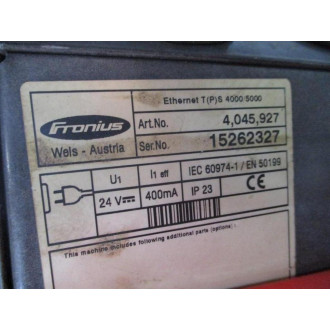 Ethernet T(P)S 4000/5000
Fronius
Art.No. 4,045,927
Wels - Austria
Ser.No. 15262327
U1 I1 eff IEC 60974-1 / EN 50199
24 V 400mA IP 23 CE
This machine includes following additional parts (options) :